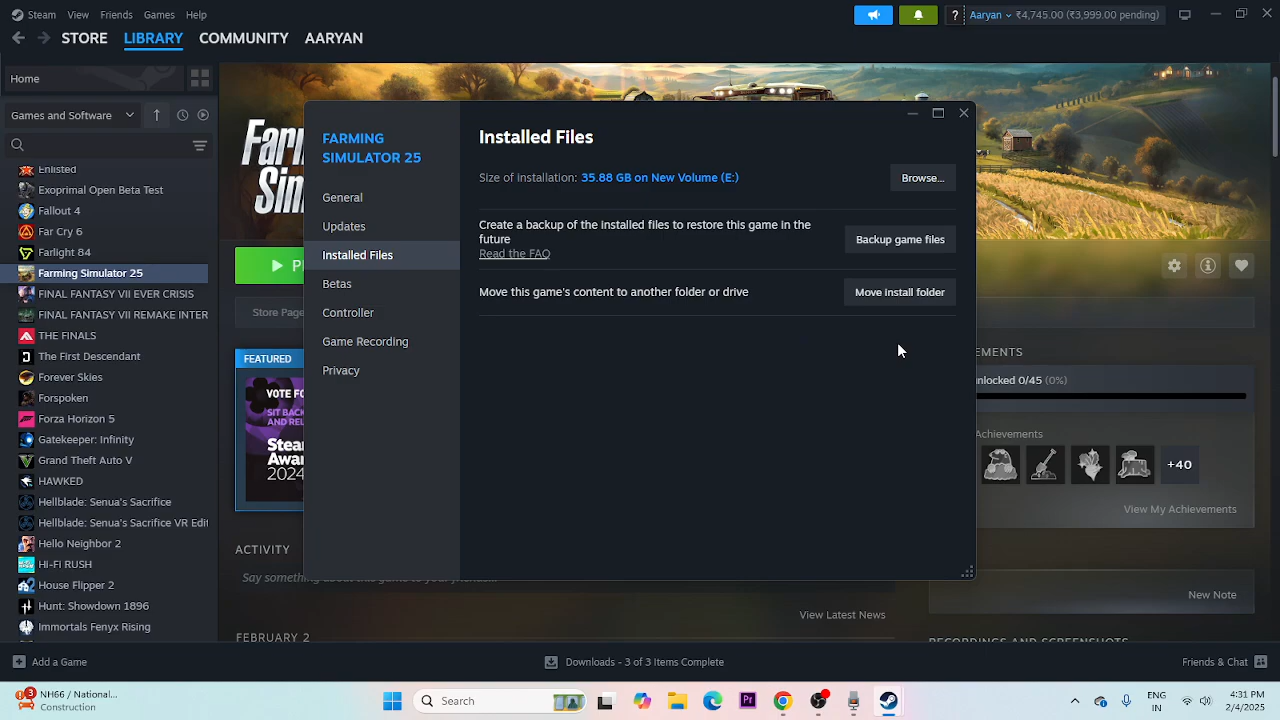 Steam View Friends Games Help
? Aaryan ₹4,745.00 (₹3,999.00 pending)
STORE LIBRARY COMMUNITY AARYAN
Home
Games and Software
Enlisted
Exoprimal Open Beta Test
Fallout 4
Far Cry 6
Farlight 84
Farming Simulator 25
FINAL FANTASY VII EVER CRISIS
FINAL FANTASY VII REMAKE INTER
THE FINALS
The First Descendant
Forever Skies
Forspoken
Forza Horizon 5
Gatekeeper: Infinity
Grand Theft Auto V
HAWKED
Hellblade: Senua's Sacrifice
Hellblade: Senua's Sacrifice VR Edit
Hello Neighbor 2
HI-FI RUSH
House Flipper 2
Hunt: Showdown 1896
Immortals Fenyx Rising
Store Page
FEATURED
ACTIVITY
FEBRUARY 2
View Latest News
FARMING
SIMULATOR 25
General
Updates
Installed Files
Betas
Controller
Game Recording
Privacy
Installed Files
Size of installation: 35.88 GB on New Volume (E:)
Browse...
Create a backup of the installed files to restore this game in the
future
Read the FAQ
Backup game files
Move this game's content to another folder or drive
Move install folder
0/45 (0%)
Achievements
+40
View My Achievements
New Note
RECORDINGS AND SCREENSHOTS
Add a Game
Downloads - 3 of 3 Items Complete
Friends & Chat
3
NH66 / National...
Construction
Search
Pr
ENG
IN
4:31 PM
2/4/2025